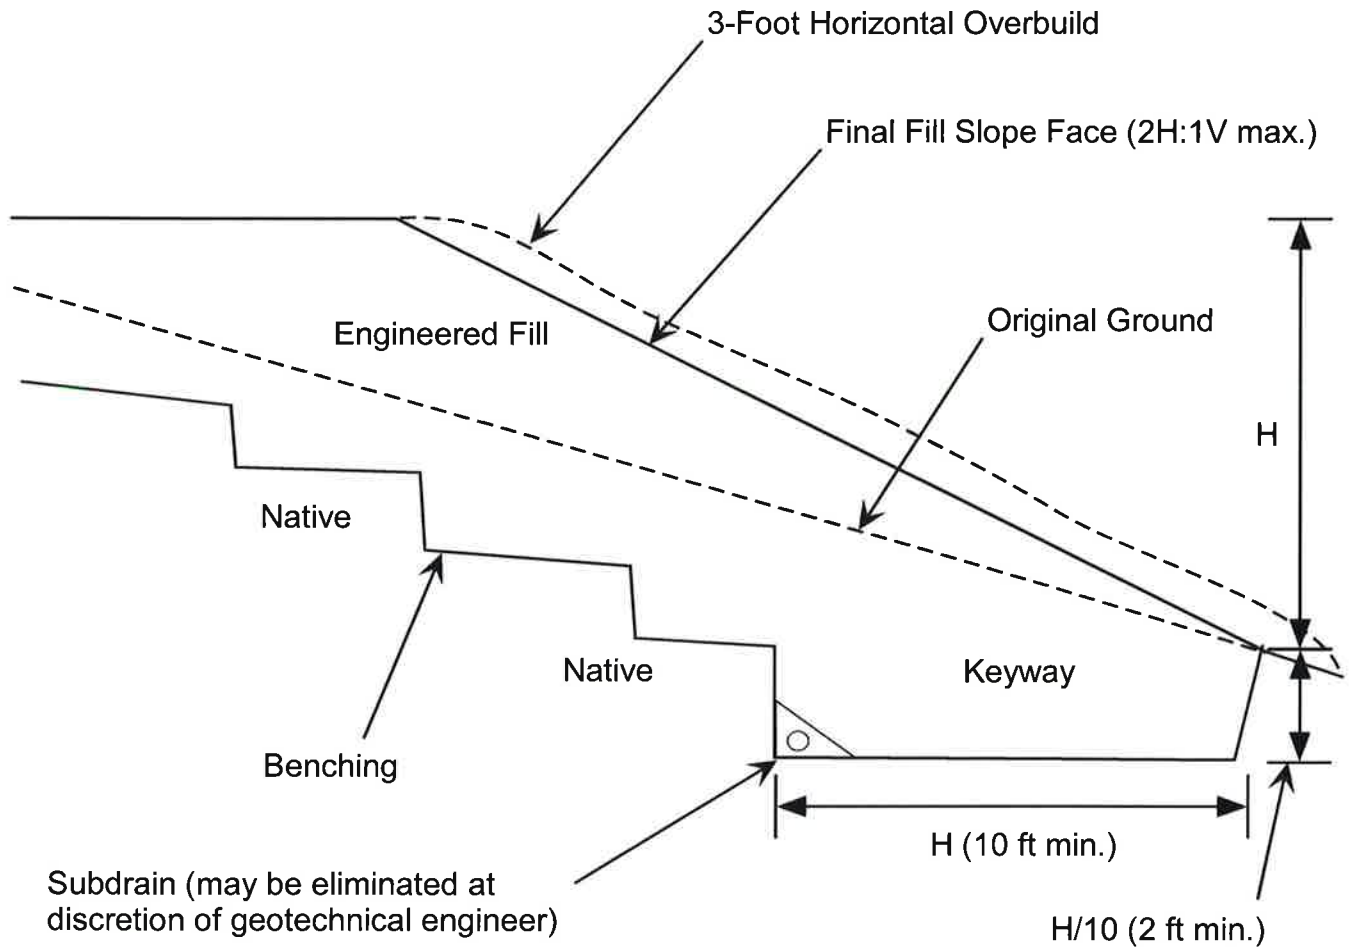 3-Foot Horizontal Overbuild
Final Fill Slope Face (2H:1V max.)
Original Ground
Engineered Fill
H
Native
Native
Keyway
Benching
H (10 ft min.)
Subdrain (may be eliminated at
discretion of geotechnical engineer)
H/10 (2 ft min.)